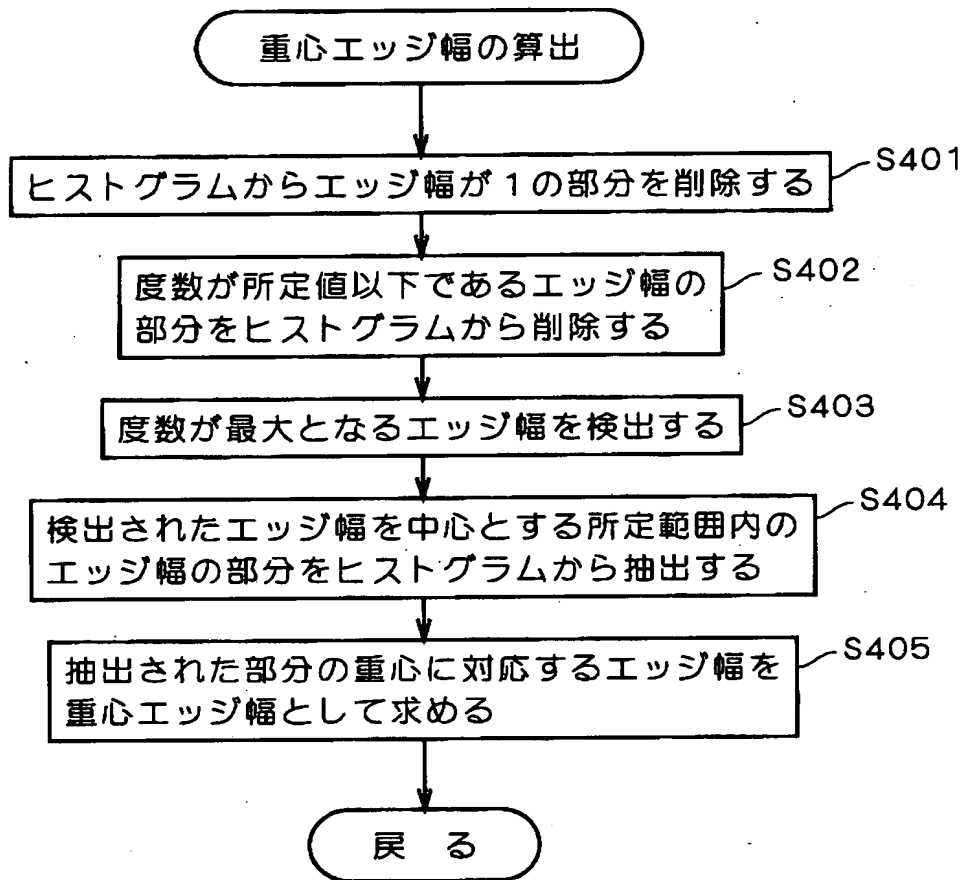 重心エッジ幅の算出
S401
ヒストグラムからエッジ幅が1の部分を削除する
S402
度数が所定値以下であるエッジ幅の
部分をヒストグラムから削除する
S403
度数が最大となるエッジ幅を検出する
S404
検出されたエッジ幅を中心とする所定範囲内の
エッジ幅の部分をヒストグラムから抽出する
S405
抽出された部分の重心に対応するエッジ幅を
重心エッジ幅として求める
戻 る